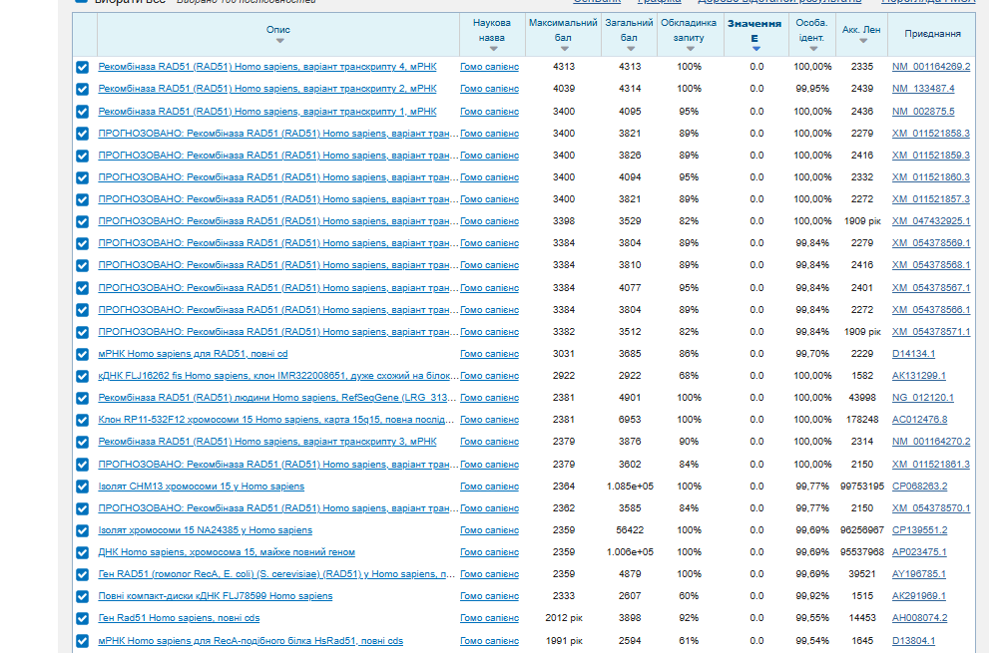 Вибрати все Вибрано 100 послідовностей GenBank Графіка Дерево відстаней результатів
Опис Наукова назва Максимальний бал Загальний бал Обкладинка запиту Значення E Особа. ідент. Акк. Лен Приєднання
Рекомбіназа RAD51 (RAD51) Homo sapiens, варіант транскрипту 4, мРНК Гомо сапієнс 4313 4313 100% 0.0 100,00% 2335 NM_001164269.2
Рекомбіназа RAD51 (RAD51) Homo sapiens, варіант транскрипту 2, мРНК Гомо сапієнс 4039 4314 100% 0.0 99,95% 2439 NM_133487.4
Рекомбіназа RAD51 (RAD51) Homo sapiens, варіант транскрипту 1, мРНК Гомо сапієнс 3400 4095 95% 0.0 100,00% 2436 NM_002875.5
ПРОГНОЗОВАНО: Рекомбіназа RAD51 (RAD51) Homo sapiens, варіант тран... Гомо сапієнс 3400 3821 89% 0.0 100,00% 2279 XM_011521858.3
ПРОГНОЗОВАНО: Рекомбіназа RAD51 (RAD51) Homo sapiens, варіант тран... Гомо сапієнс 3400 3826 89% 0.0 100,00% 2416 XM_011521859.3
ПРОГНОЗОВАНО: Рекомбіназа RAD51 (RAD51) Homo sapiens, варіант тран... Гомо сапієнс 3400 4094 95% 0.0 100,00% 2332 XM_011521860.3
ПРОГНОЗОВАНО: Рекомбіназа RAD51 (RAD51) Homo sapiens, варіант тран... Гомо сапієнс 3400 3821 89% 0.0 100,00% 2272 XM_011521857.3
ПРОГНОЗОВАНО: Рекомбіназа RAD51 (RAD51) Homo sapiens, варіант тран... Гомо сапієнс 3398 3529 82% 0.0 100,00% 1909 рік XM_047432925.1
ПРОГНОЗОВАНО: Рекомбіназа RAD51 (RAD51) Homo sapiens, варіант тран... Гомо сапієнс 3384 3804 89% 0.0 99,84% 2279 XM_054378569.1
ПРОГНОЗОВАНО: Рекомбіназа RAD51 (RAD51) Homo sapiens, варіант тран... Гомо сапієнс 3384 3810 89% 0.0 99,84% 2416 XM_054378568.1
ПРОГНОЗОВАНО: Рекомбіназа RAD51 (RAD51) Homo sapiens, варіант тран... Гомо сапієнс 3384 4077 95% 0.0 99,84% 2401 XM_054378567.1
ПРОГНОЗОВАНО: Рекомбіназа RAD51 (RAD51) Homo sapiens, варіант тран... Гомо сапієнс 3384 3804 89% 0.0 99,84% 2272 XM_054378566.1
ПРОГНОЗОВАНО: Рекомбіназа RAD51 (RAD51) Homo sapiens, варіант тран... Гомо сапієнс 3382 3512 82% 0.0 99,84% 1909 рік XM_054378571.1
мРНК Homo sapiens для RAD51, повні cd Гомо сапієнс 3031 3685 86% 0.0 99,70% 2229 D14134.1
кДНК FLJ16262 fis Homo sapiens, клон IMR322008651, дуже схожий на білок... Гомо сапієнс 2922 2922 68% 0.0 100,00% 1582 AK131299.1
Рекомбіназа RAD51 (RAD51) людини Homo sapiens, RefSeqGene (LRG_313... Гомо сапієнс 2381 4901 100% 0.0 100,00% 43998 NG_012120.1
Клон RP11-532F12 хромосоми 15 Homo sapiens, карта 15q15, повна послід... Гомо сапієнс 2381 6953 100% 0.0 100,00% 178248 AC012476.8
Рекомбіназа RAD51 (RAD51) Homo sapiens, варіант транскрипту 3, мРНК Гомо сапієнс 2379 3876 90% 0.0 100,00% 2314 NM_001164270.2
ПРОГНОЗОВАНО: Рекомбіназа RAD51 (RAD51) Homo sapiens, варіант тран... Гомо сапієнс 2379 3602 84% 0.0 100,00% 2150 XM_011521861.3
Ізолят CHM13 хромосоми 15 у Homo sapiens Гомо сапієнс 2364 1.085e+05 100% 0.0 99,77% 99753195 CP068263.2
ПРОГНОЗОВАНО: Рекомбіназа RAD51 (RAD51) Homo sapiens, варіант тран... Гомо сапієнс 2362 3585 84% 0.0 99,77% 2150 XM_054378570.1
Ізолят хромосоми 15 NA24385 у Homo sapiens Гомо сапієнс 2359 56422 100% 0.0 99,69% 96256967 CP139551.2
ДНК Homo sapiens, хромосома 15, майже повний геном Гомо сапієнс 2359 1.006e+05 100% 0.0 99,69% 95537968 AP023475.1
Ген RAD51 (гомолог RecA, E. coli) (S. cerevisiae) (RAD51) у Homo sapiens, п... Гомо сапієнс 2359 4879 100% 0.0 99,69% 39521 AY196785.1
Повні компакт-диски кДНК FLJ78599 Homo sapiens Гомо сапієнс 2333 2607 60% 0.0 99,92% 1515 AK291969.1
Ген Rad51 Homo sapiens, повні cds Гомо сапієнс 2012 рік 3898 92% 0.0 99,55% 14453 AH008074.2
мРНК Homo sapiens для RecA-подібного білка HsRad51, повні cds Гомо сапієнс 1991 рік 2594 61% 0.0 99,54% 1645 D13804.1